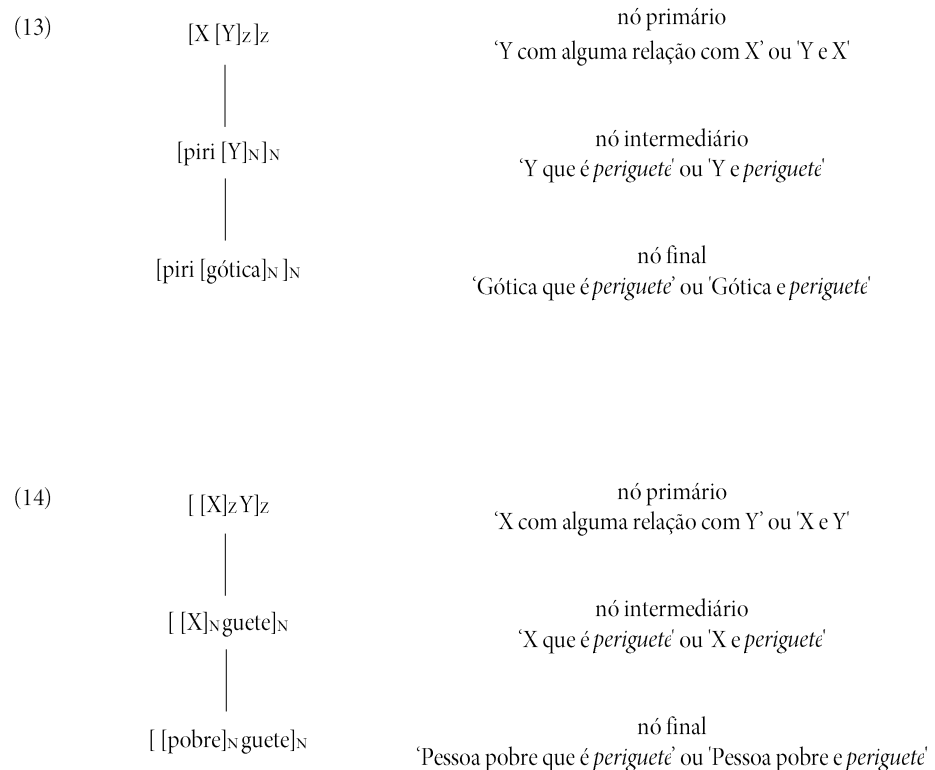 (13)
[X [Y]Z]Z
nó primário
‘Y com alguma relação com X’ ou 'Y e X'
[piri [Y]N]N
nó intermediário
‘Y que é periguete' ou 'Y e periguete'
[piri [gótica]N ]N
nó final
‘Gótica que é periguete’ ou 'Gótica e periguete'
(14)
[ [X]Z Y]Z
nó primário
‘X com alguma relação com Y’ ou 'X e Y'
[ [X]N guete]N
nó intermediário
‘X que é periguete' ou 'X e periguete'
[ [pobre]N guete]N
nó final
‘Pessoa pobre que é periguete’ ou 'Pessoa pobre e periguete'